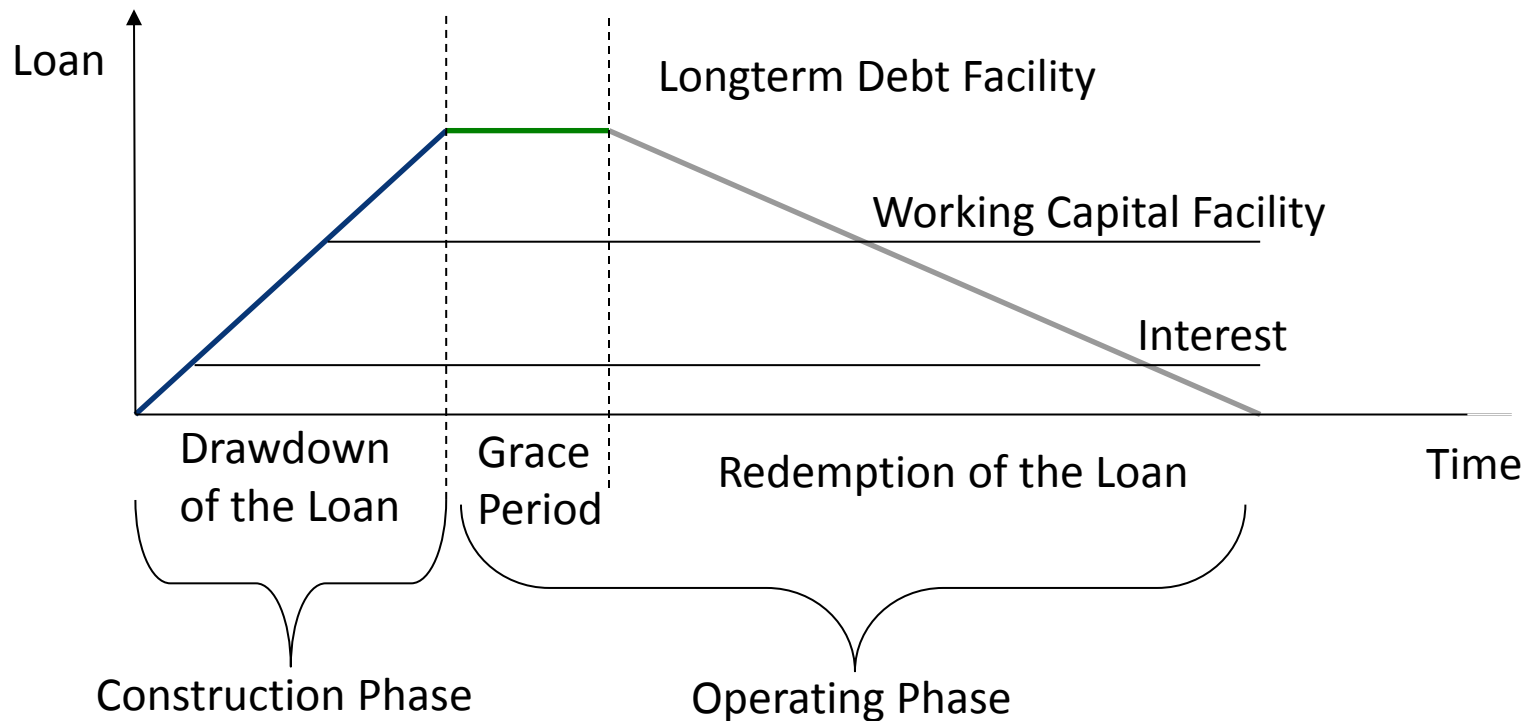 Loan
Longterm Debt Facility
Working Capital Facility
Interest
Drawdown
of the Loan
Grace
Period
Redemption of the Loan
Time
Construction Phase
Operating Phase